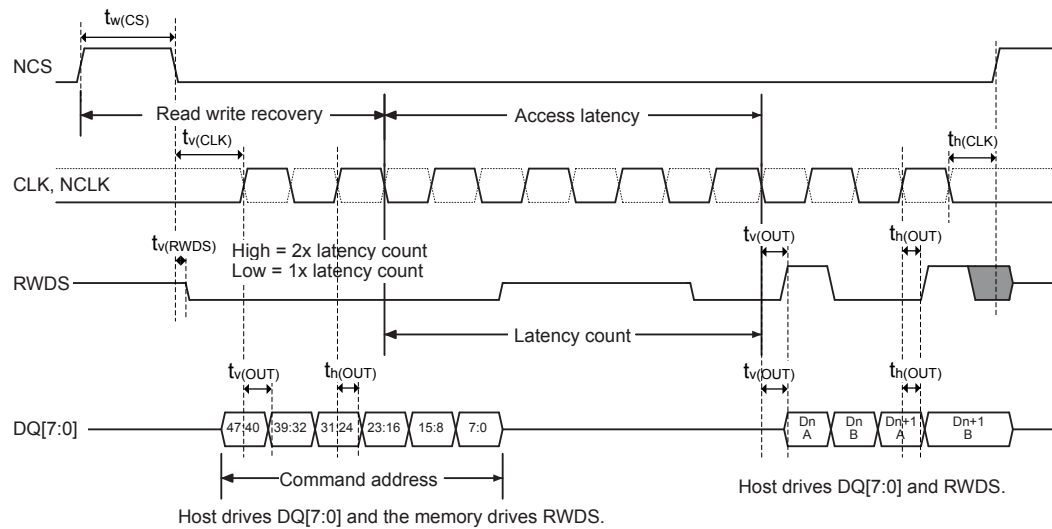 tw(CS)
NCS
Read write recovery
Access latency
tv(CLK)
th(CLK)
CLK, NCLK
tv(RWDS)
High = 2x latency count
Low = 1x latency count
tv(OUT)
th(OUT)
RWDS
Latency count
tv(OUT)
th(OUT)
tv(OUT)
th(OUT)
DQ[7:0]
47:40
39:32
31:24
23:16
15:8
7:0
Dn
A
Dn
B
Dn+1
A
Dn+1
B
Command address
Host drives DQ[7:0] and RWDS.
Host drives DQ[7:0] and the memory drives RWDS.